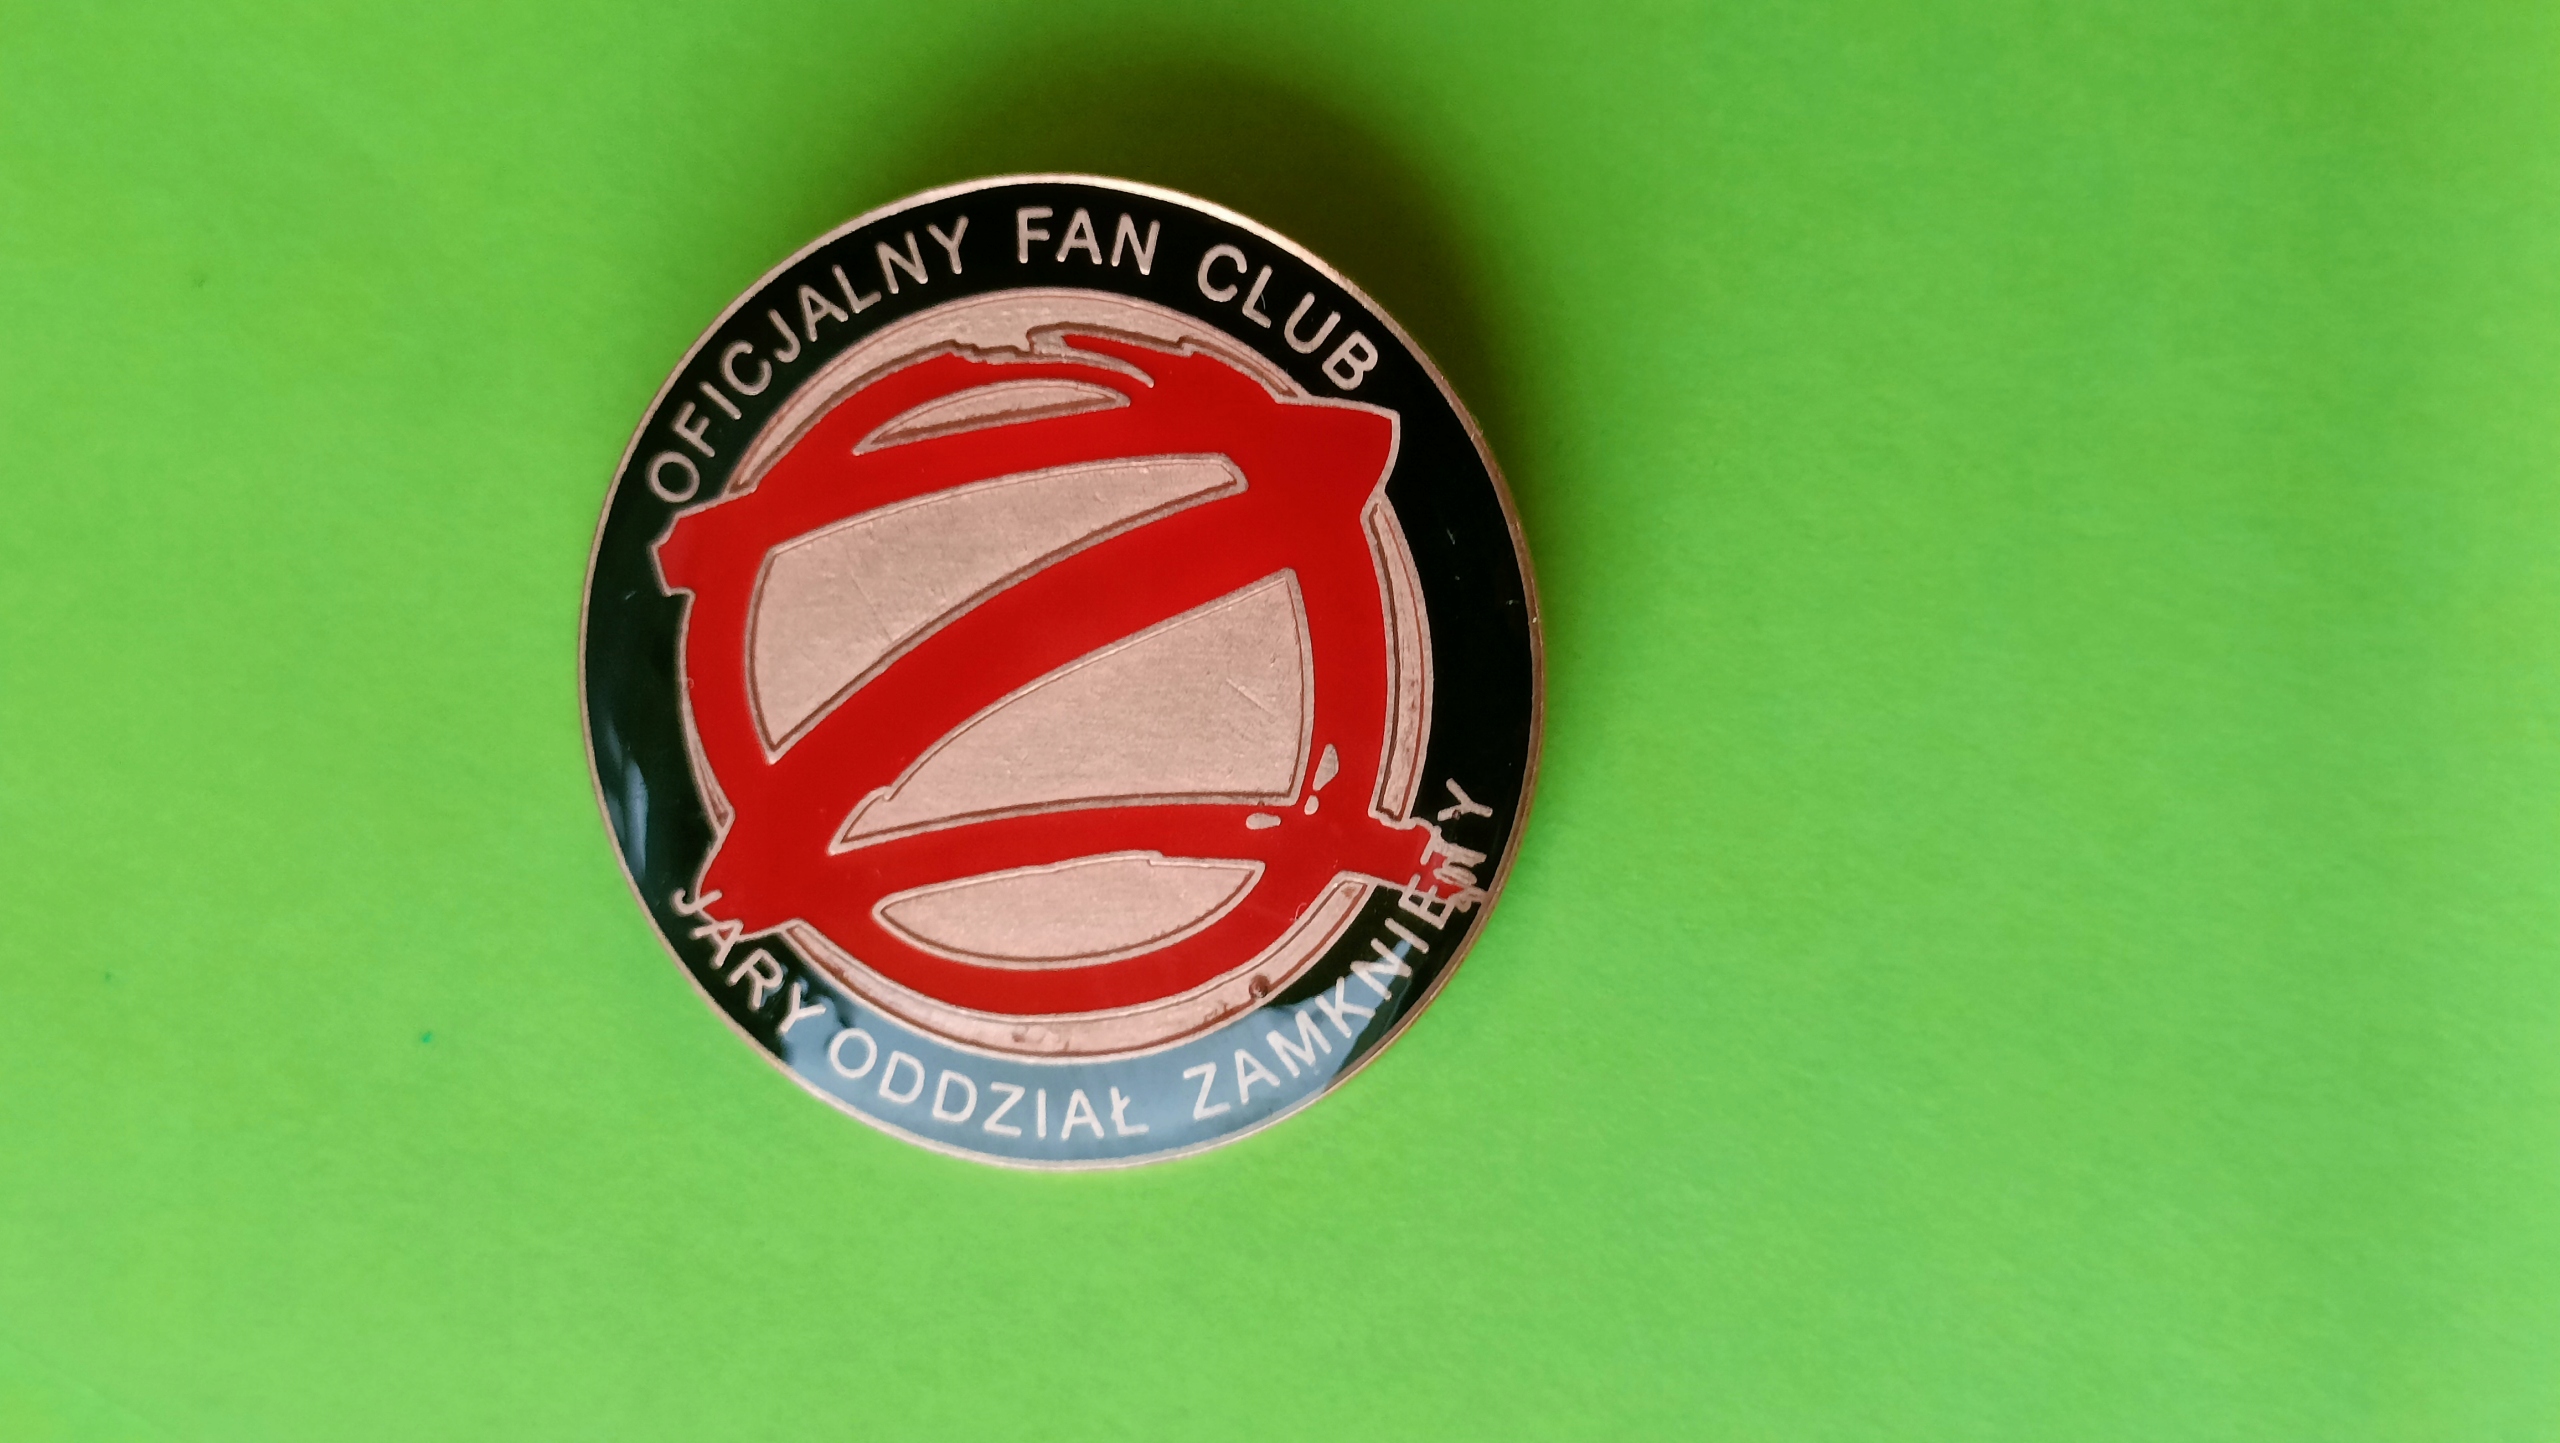 OFICJALNY FAN CLUB
JARY ODDZIAŁ ZAMKNIĘTY